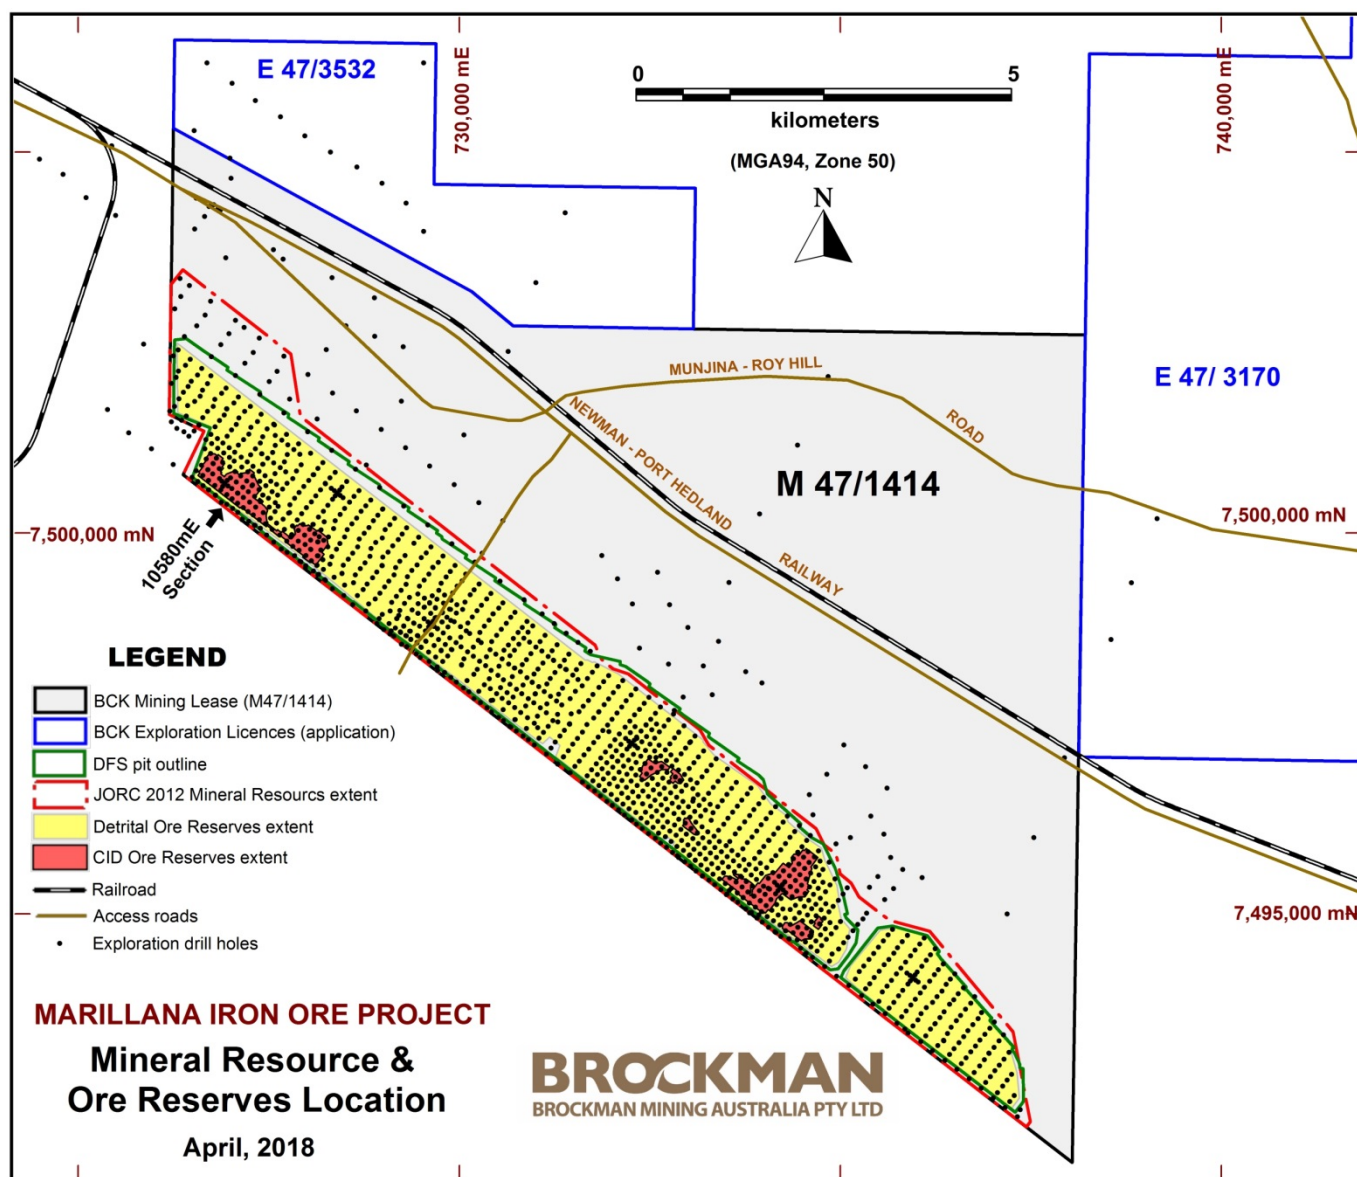 E 47/3532
730,000 mE
0
5
kilometers
(MGA94, Zone 50)
N
740,000 mE
E 47/ 3170
MUNJINA - ROY HILL
ROAD
NEWMAN - PORT HEDLAND
RAILWAY
M 47/1414
7,500,000 mN
7,500,000 mN
10580mE
Section
7,495,000 mN
LEGEND
BCK Mining Lease (M47/1414)
BCK Exploration Licences (application)
DFS pit outline
JORC 2012 Mineral Resourcs extent
Detrital Ore Reserves extent
CID Ore Reserves extent
Railroad
Access roads
Exploration drill holes
MARILLANA IRON ORE PROJECT
Mineral Resource &
Ore Reserves Location
April, 2018
BROCKMAN
BROCKMAN MINING AUSTRALIA PTY LTD